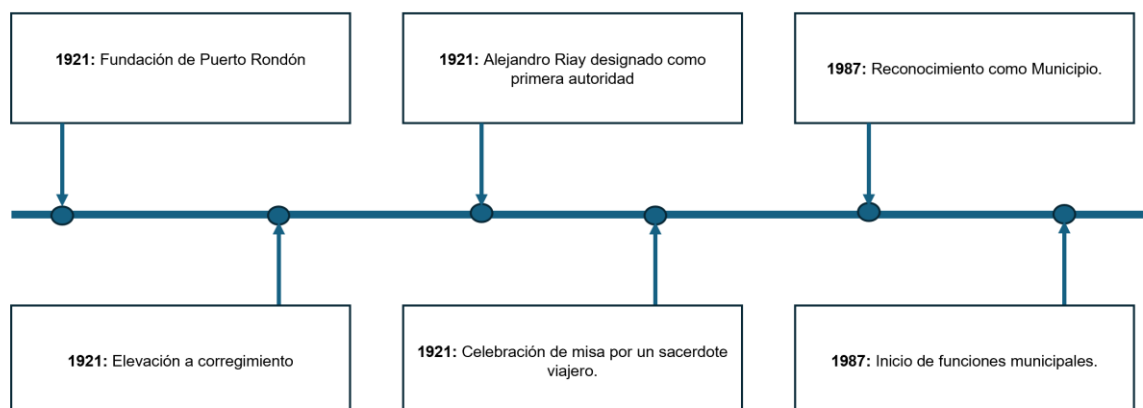 1921: Fundación de Puerto Rondón
1921: Alejandro Riay designado como
primera autoridad
1987: Reconocimiento como Municipio.
1921: Elevación a corregimiento
1921: Celebración de misa por un sacerdote
viajero.
1987: Inicio de funciones municipales.